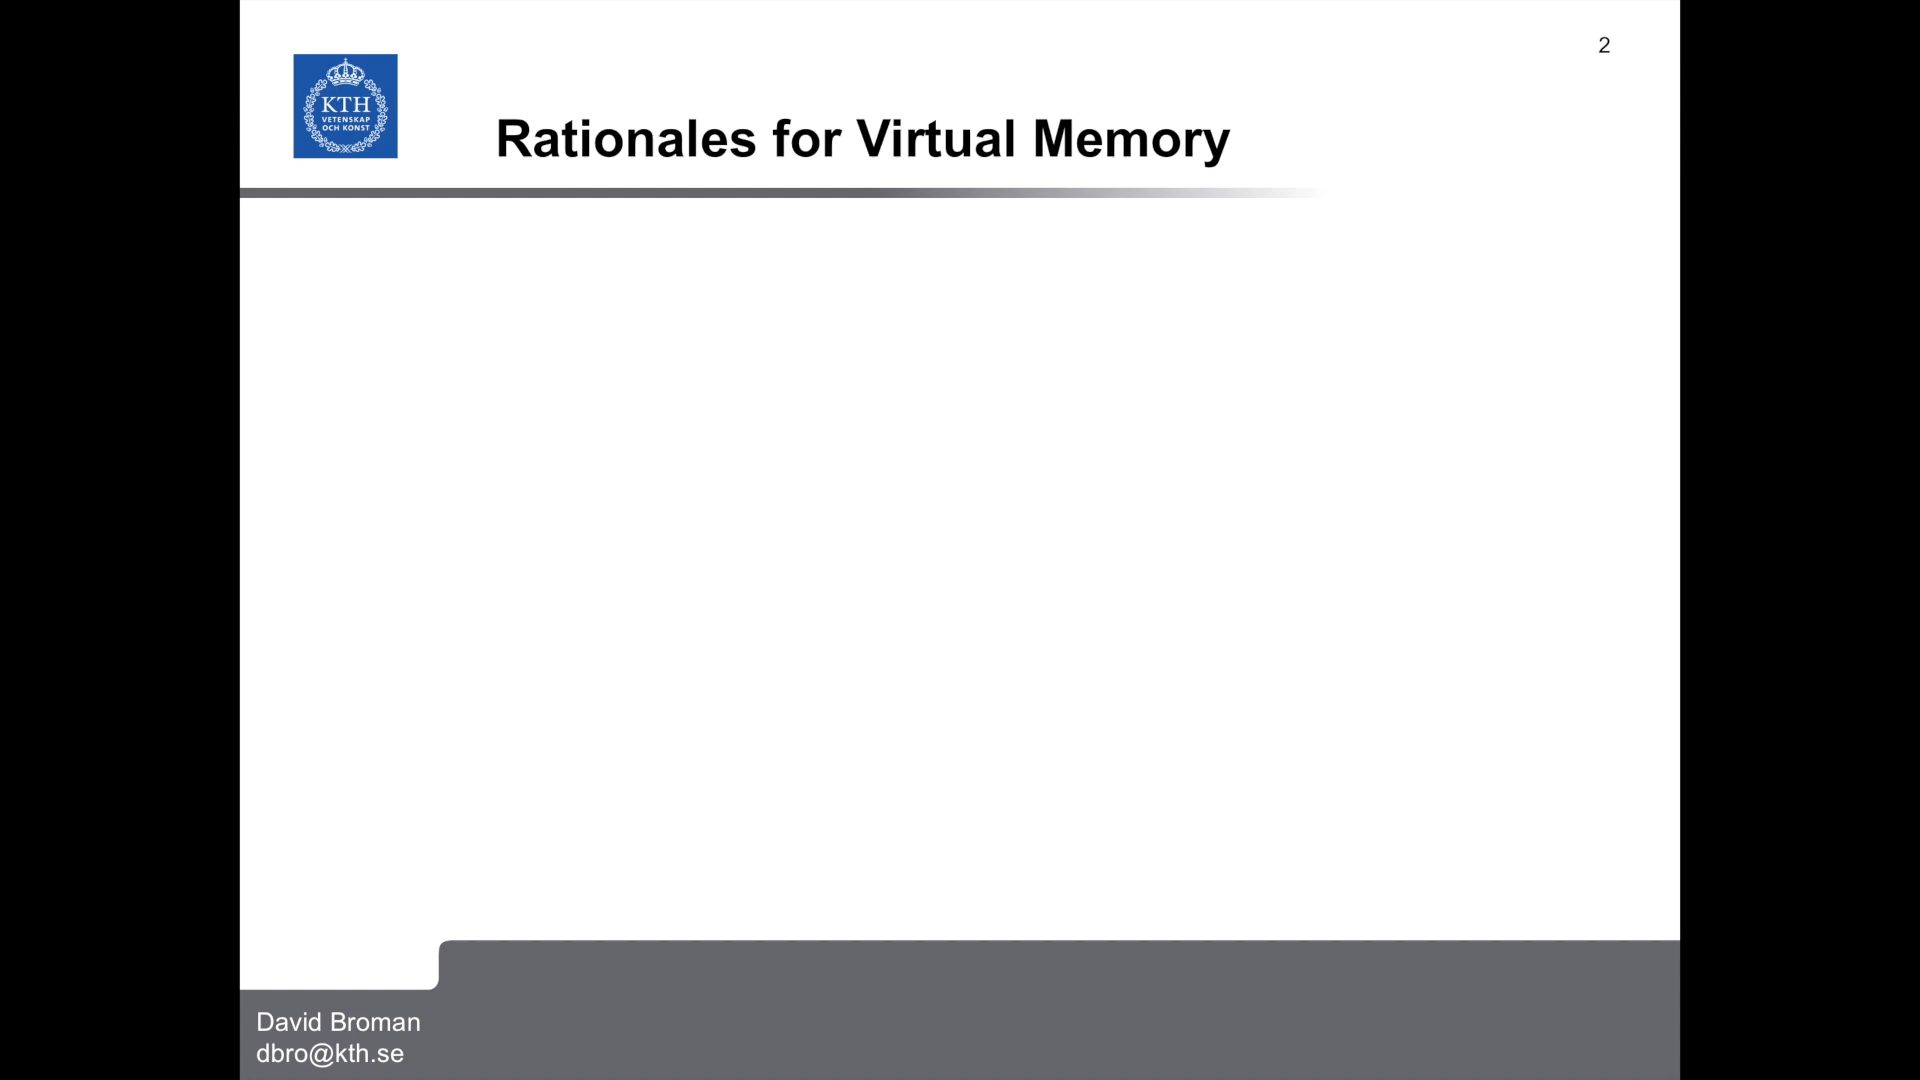 2
KTH
VETENSKAP
OCH KONST
Rationales for Virtual Memory
David Broman
dbro@kth.se